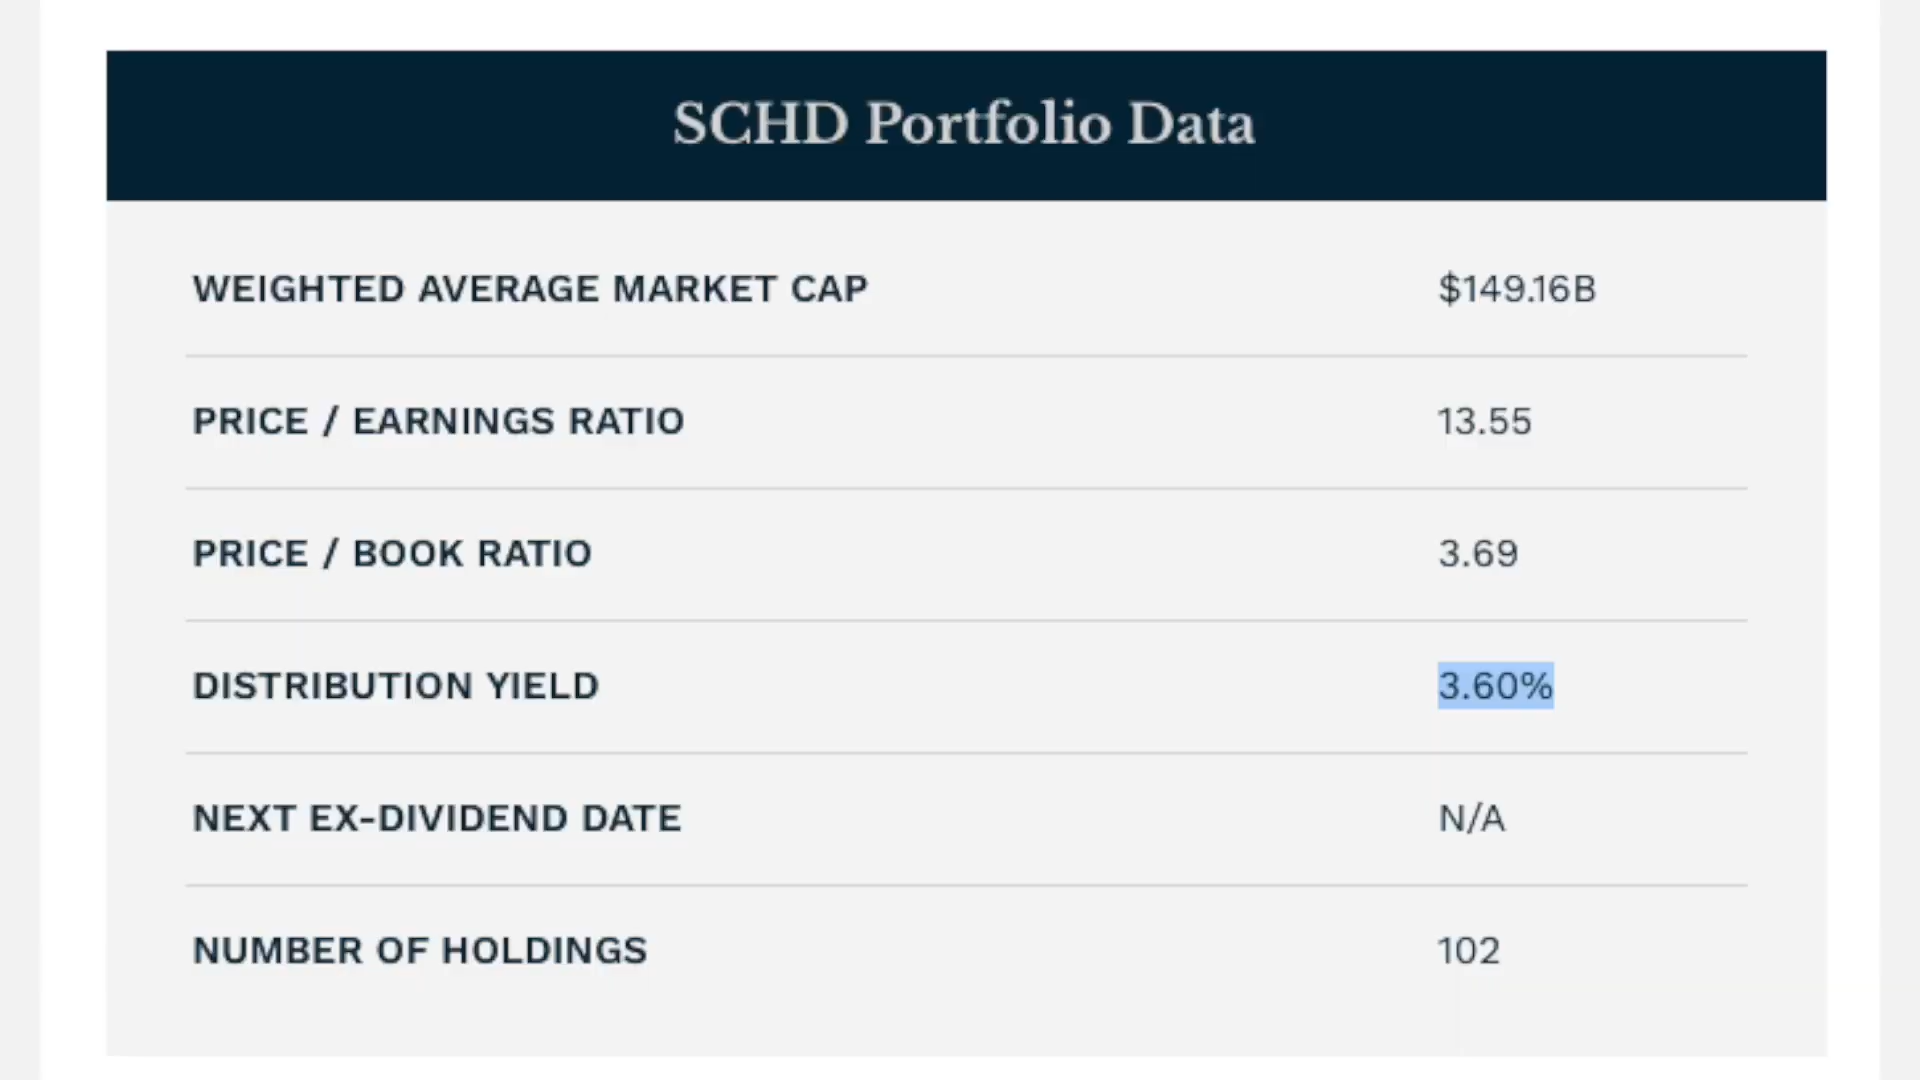 SCHD Portfolio Data
WEIGHTED AVERAGE MARKET CAP $149.16B
PRICE / EARNINGS RATIO 13.55
PRICE / BOOK RATIO 3.69
DISTRIBUTION YIELD 3.60%
NEXT EX-DIVIDEND DATE N/A
NUMBER OF HOLDINGS 102